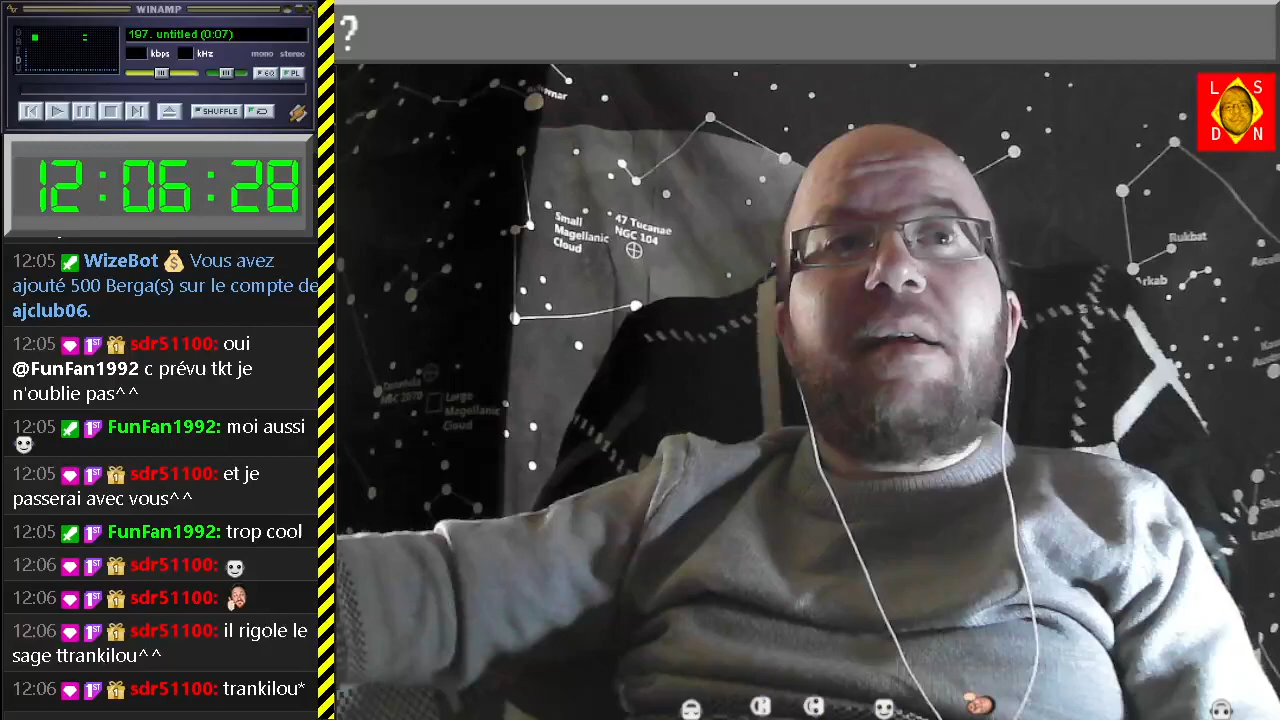 WINAMP
197. untitled (0:07)
kbps
kHz
mono stereo
EQ
PL
SHUFFLE
12:06:28
12:05 WizeBot Vous avez
ajouté 500 Berga(s) sur le compte de
ajclub06.
12:05 sdr51100: oui
@FunFan1992 c prévu tkt je
n'oublie pas^^
12:05 FunFan1992: moi aussi
12:05 sdr51100: et je
passerai avec vous^^
12:05 FunFan1992: trop cool
12:06 sdr51100:
12:06 sdr51100:
12:06 sdr51100: il rigole le
sage ttrankilou^^
12:06 sdr51100: trankilou*
?
L S
D N
Small
Magellanic
Cloud
47 Tucanae
NGC 104
Rukbat
Large
Magellanic
Cloud